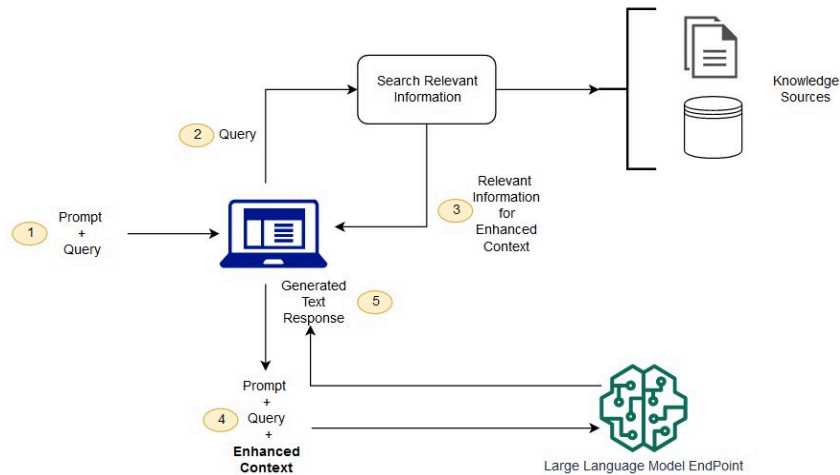 Search Relevant
Information
Knowledge
Sources
2 Query
3 Relevant
Information
for
Enhanced
Context
1 Prompt
+
Query
Generated
Text
Response
5
4 Prompt
+
Query
+
Enhanced
Context
Large Language Model EndPoint